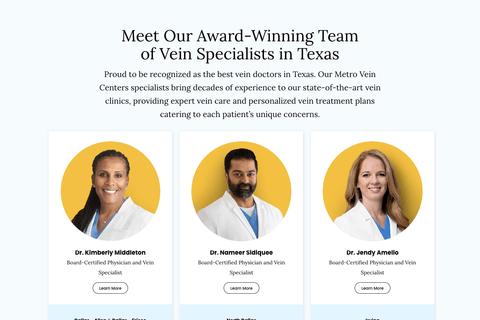 Meet Our Award-Winning Team
of Vein Specialists in Texas
Proud to be recognized as the best vein doctors in Texas. Our Metro Vein
Centers specialists bring decades of experience to our state-of-the-art vein
clinics, providing expert vein care and personalized vein treatment plans
catering to each patient's unique concerns.
Dr. Kimberly Middleton
Board-Certified Physician and Vein
Specialist
Learn More
Dr. Nameer Sidiquee
Board-Certified Physician and Vein
Specialist
Learn More
Dr. Jendy Amelio
Board-Certified Physician and Vein
Specialist
Learn More